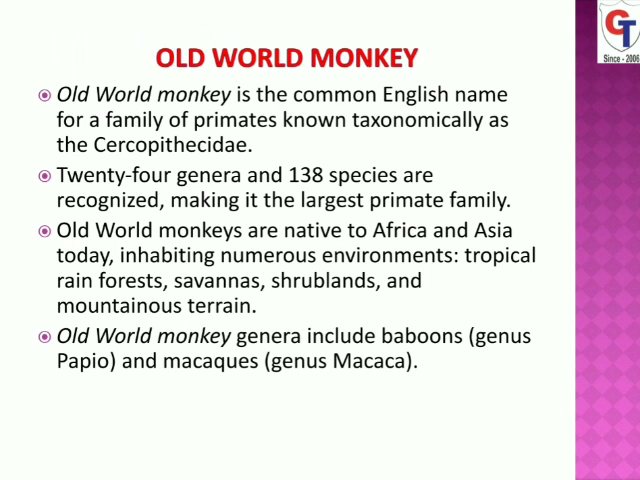 GT
Since - 2006
OLD WORLD MONKEY
Old World monkey is the common English name
for a family of primates known taxonomically as
the Cercopithecidae.
Twenty-four genera and 138 species are
recognized, making it the largest primate family.
Old World monkeys are native to Africa and Asia
today, inhabiting numerous environments: tropical
rain forests, savannas, shrublands, and
mountainous terrain.
Old World monkey genera include baboons (genus
Papio) and macaques (genus Macaca).